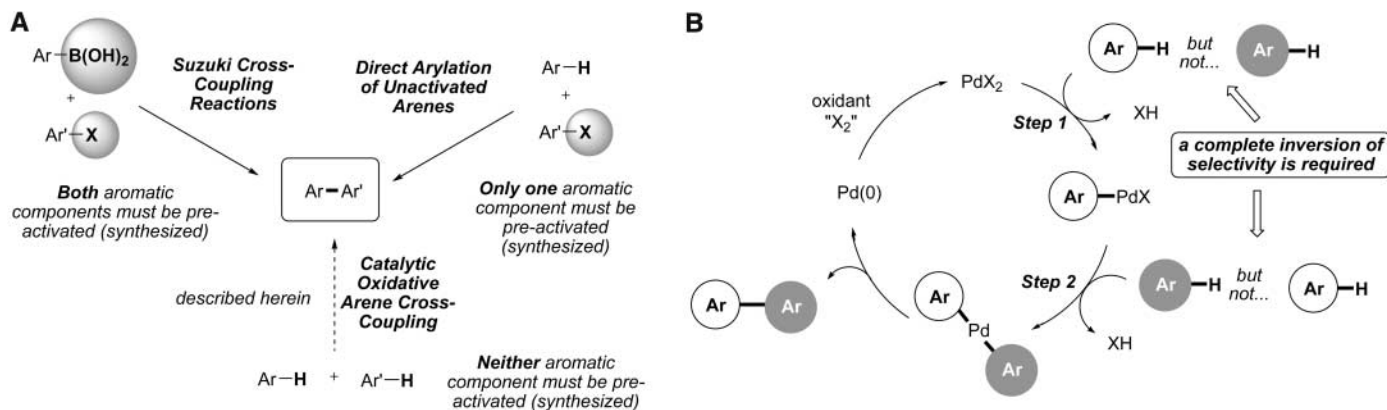 A
Ar–B(OH)2
+
Ar'–X
Suzuki Cross-
Coupling
Reactions
Direct Arylation
of Unactivated
Arenes
Ar–H
+
Ar'–X
Ar–Ar'
Both aromatic
components must be pre-
activated (synthesized)
Only one aromatic
component must be
pre-activated
(synthesized)
described herein
Catalytic
Oxidative
Arene Cross-
Coupling
Ar–H + Ar'–H
Neither aromatic
component must be pre-
activated (synthesized)
B
Ar–H but
not... Ar–H
PdX2
oxidant
"X2"
Step 1
XH
a complete inversion of
selectivity is required
Pd(0)
Ar–PdX
Step 2
Ar–H but
not... Ar–H
XH
Ar–Ar
Ar
Pd
Ar